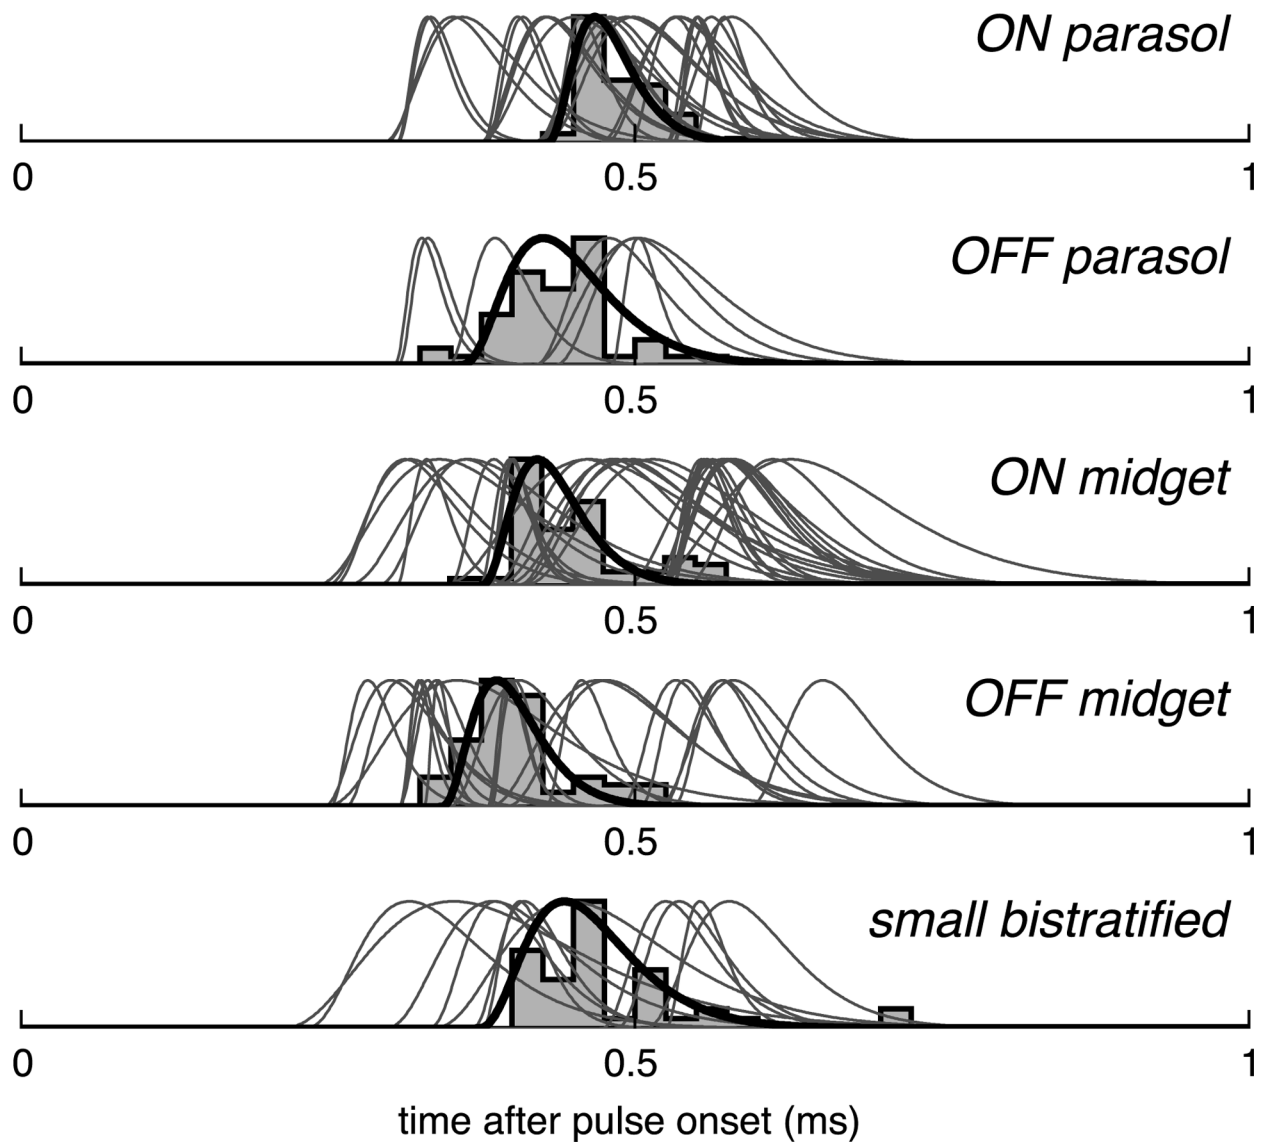 ON parasol
0 0.5 1
OFF parasol
0 0.5 1
ON midget
0 0.5 1
OFF midget
0 0.5 1
small bistratified
0 0.5 1
time after pulse onset (ms)